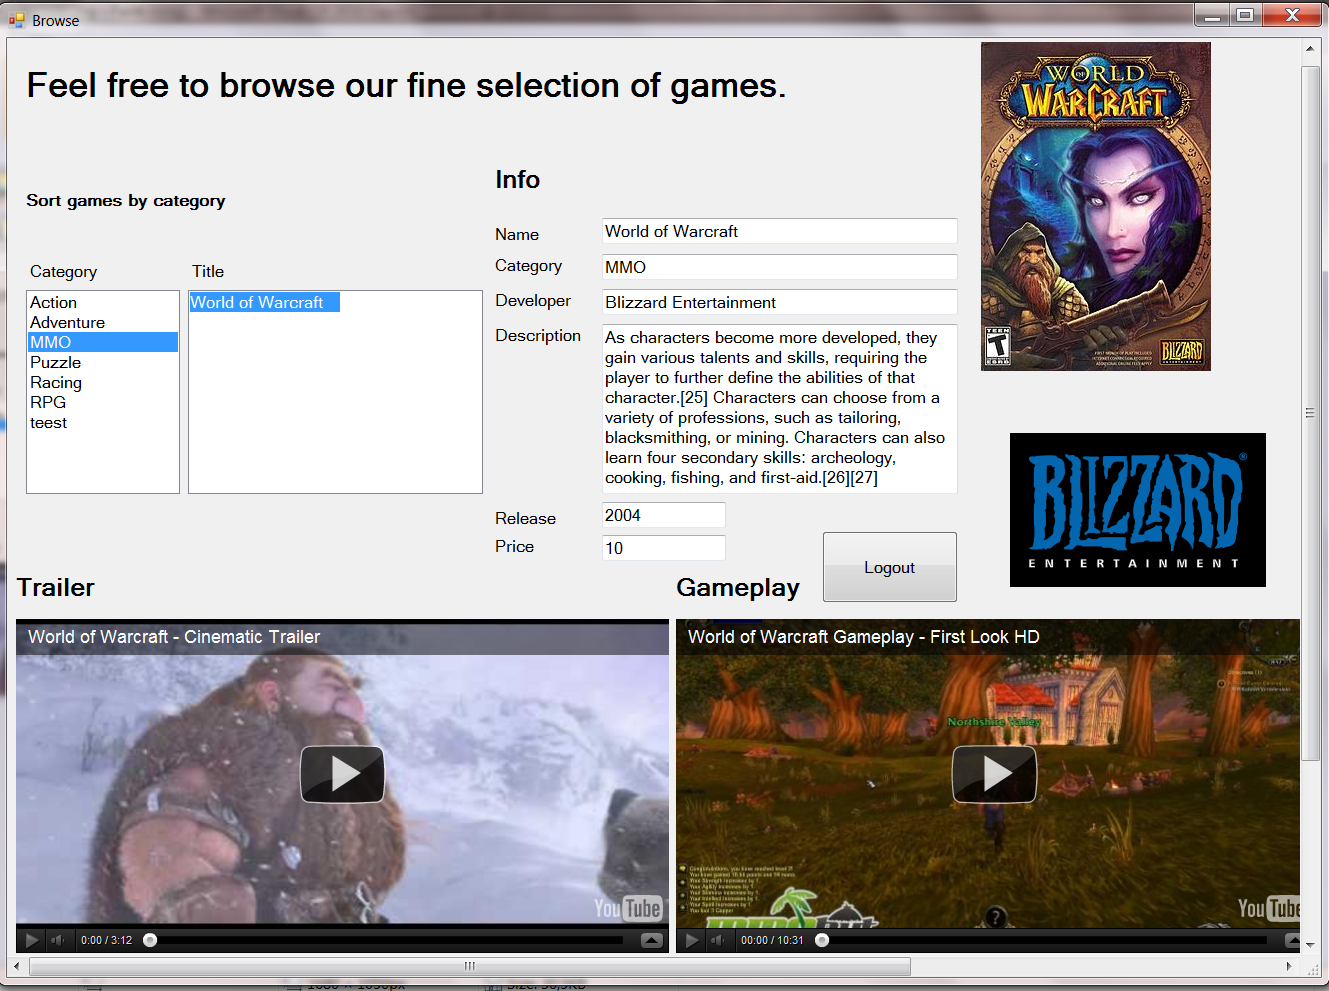 Browse
Feel free to browse our fine selection of games.
WORLD
OF
WARCRAFT
TEEN
T
ESRB
BLIZZARD
ENTERTAINMENT
Sort games by category
Category
Title
Action
Adventure
MMO
Puzzle
Racing
RPG
teest
World of Warcraft
Info
Name
World of Warcraft
Category
MMO
Developer
Blizzard Entertainment
Description
As characters become more developed, they
gain various talents and skills, requiring the
player to further define the abilities of that
character.[25] Characters can choose from a
variety of professions, such as tailoring,
blacksmithing, or mining. Characters can also
learn four secondary skills: archeology,
cooking, fishing, and first-aid.[26][27]
Release
2004
Price
10
Logout
BLIZZARD®
ENTERTAINMENT
Trailer
World of Warcraft - Cinematic Trailer
YouTube
0:00 / 3:12
Gameplay
World of Warcraft Gameplay - First Look HD
Northshire Valley
YouTube
00:00 / 10:31